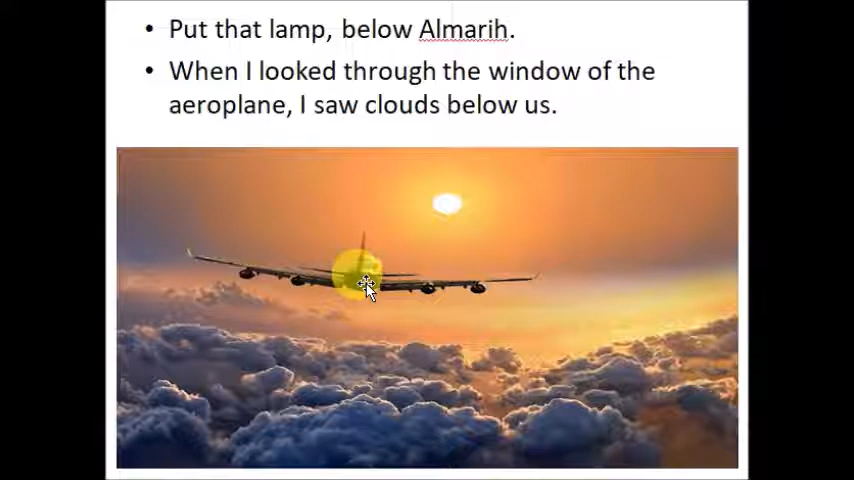 • Put that lamp, below Almarih.
• When I looked through the window of the
aeroplane, I saw clouds below us.